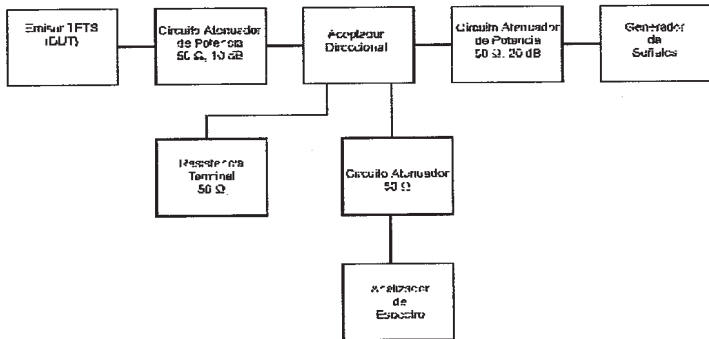 Emisor TFTS
(DUT)
Circuito Atenuador
de Potencia
50 Ω, 10 dB
Acoplador
Direccional
Circuito Atenuador
de Potencia
50 Ω, 20 dB
Generador
de
Señales
Resistencia
Terminal
50 Ω
Circuito Atenuador
50 Ω
Analizador
de
Espectro